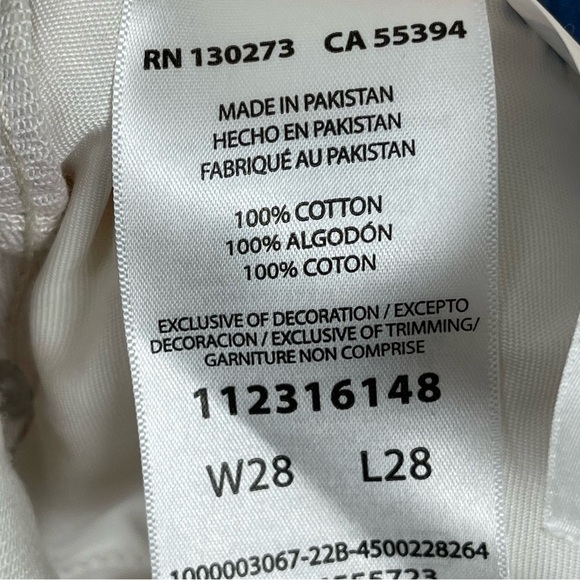 RN 130273 CA 55394
MADE IN PAKISTAN
HECHO EN PAKISTAN
FABRIQUÉ AU PAKISTAN
100% COTTON
100% ALGODÓN
100% COTON
EXCLUSIVE OF DECORATION / EXCEPTO
DECORACION / EXCLUSIVE OF TRIMMING/
GARNITURE NON COMPRISE
112316148
W28 L28
1000003067-22B-4500228264